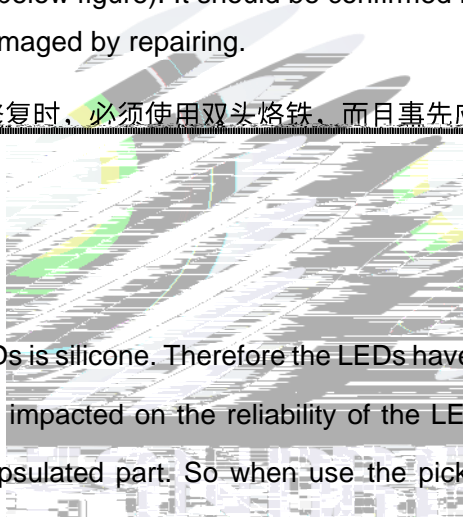 below figure). It should be confirmed
maged by repairing.
复时，必须使用双头烙铁，而且事先应
Ds is silicone. Therefore the LEDs have
impacted on the reliability of the LE
psulated part. So when use the pick